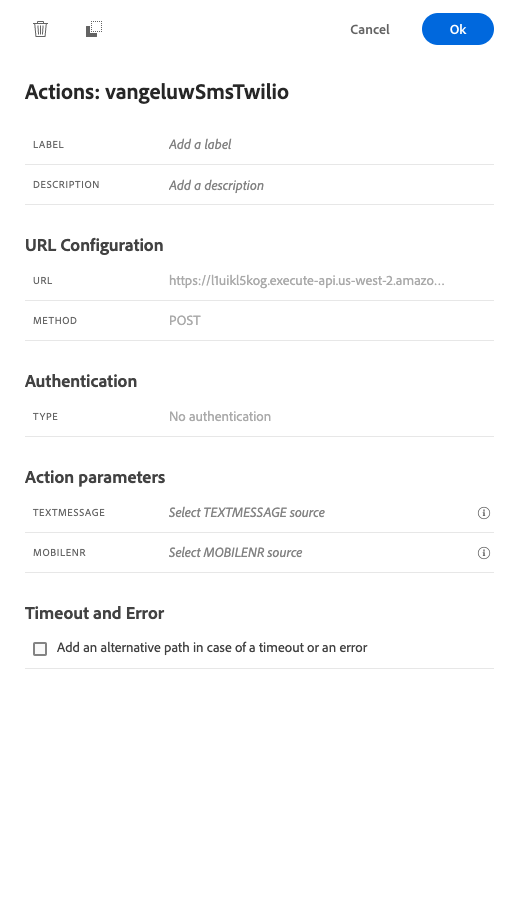 Cancel Ok
Actions: vangeluwSmsTwilio
LABEL Add a label
DESCRIPTION Add a description
URL Configuration
URL https://l1uikl5kog.execute-api.us-west-2.amazo...
METHOD POST
Authentication
TYPE No authentication
Action parameters
TEXTMESSAGE Select TEXTMESSAGE source
MOBILENR Select MOBILENR source
Timeout and Error
Add an alternative path in case of a timeout or an error